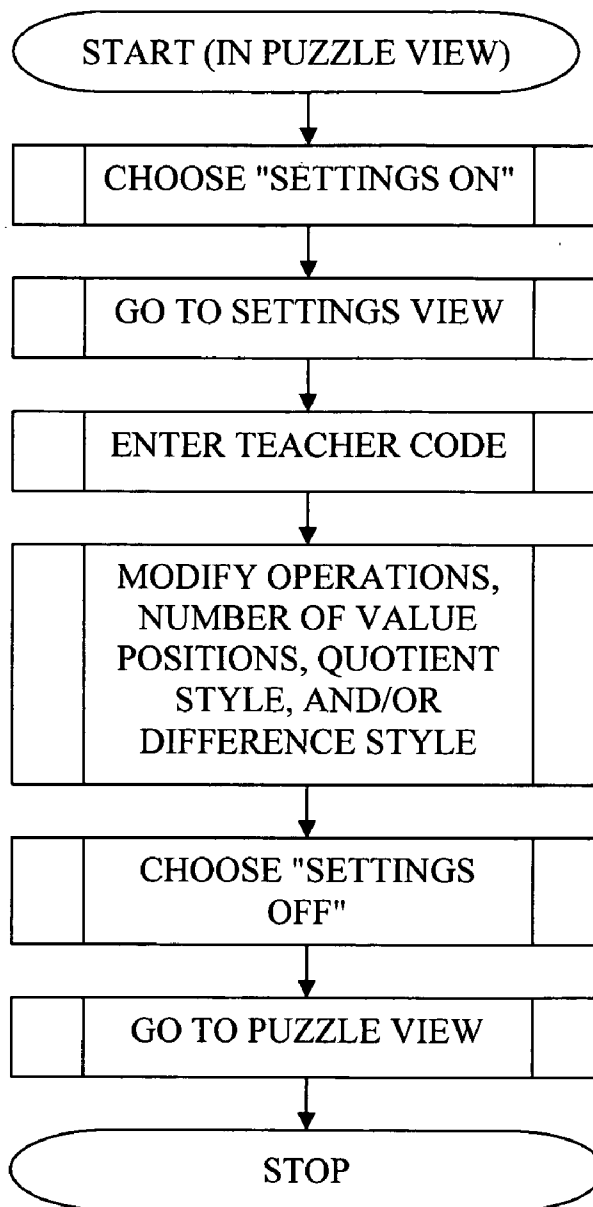 START (IN PUZZLE VIEW)
CHOOSE "SETTINGS ON"
GO TO SETTINGS VIEW
ENTER TEACHER CODE
MODIFY OPERATIONS,
NUMBER OF VALUE
POSITIONS, QUOTIENT
STYLE, AND/OR
DIFFERENCE STYLE
CHOOSE "SETTINGS
OFF"
GO TO PUZZLE VIEW
STOP